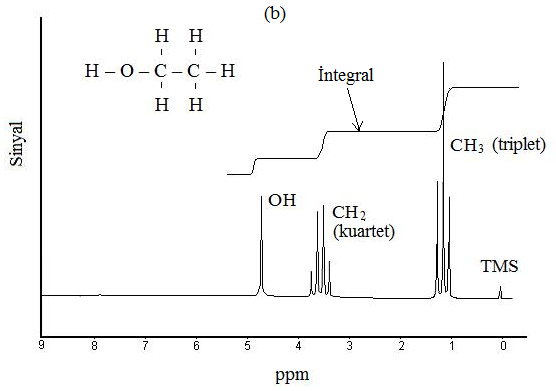 (b)
H H
H – O – C – C – H
H H
İntegral
Sinyal
CH3 (triplet)
OH
CH2
(kuartet)
TMS
9 8 7 6 5 4 3 2 1 0
ppm